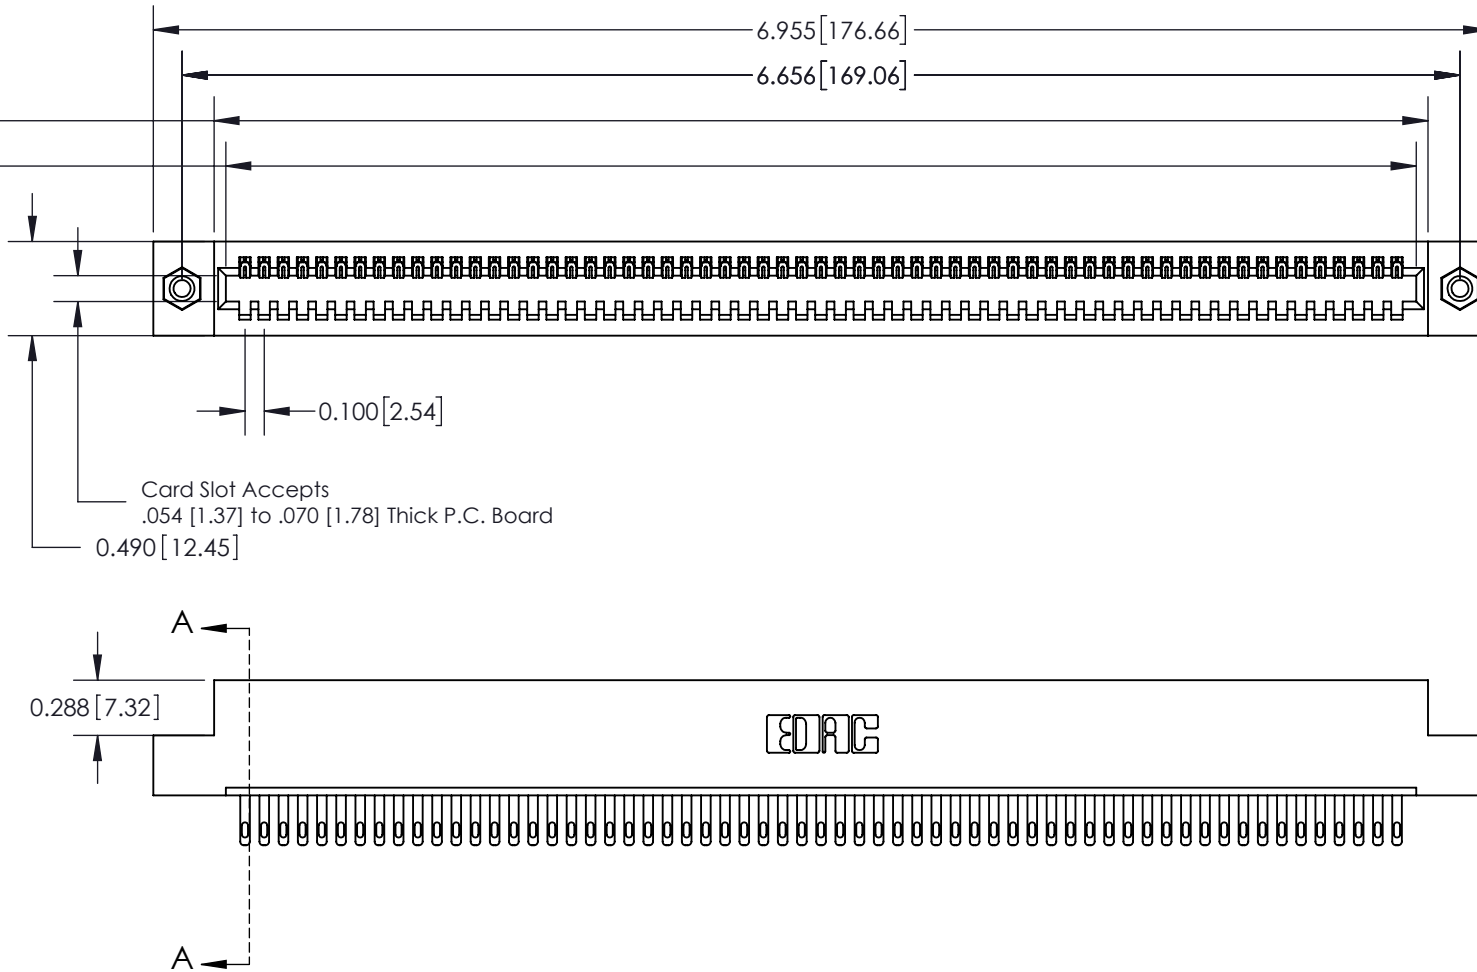 6.955[176.66]
6.656[169.06]
0.100[2.54]
Card Slot Accepts
.054 [1.37] to .070 [1.78] Thick P.C. Board
0.490[12.45]
A
0.288[7.32]
EDAC
A